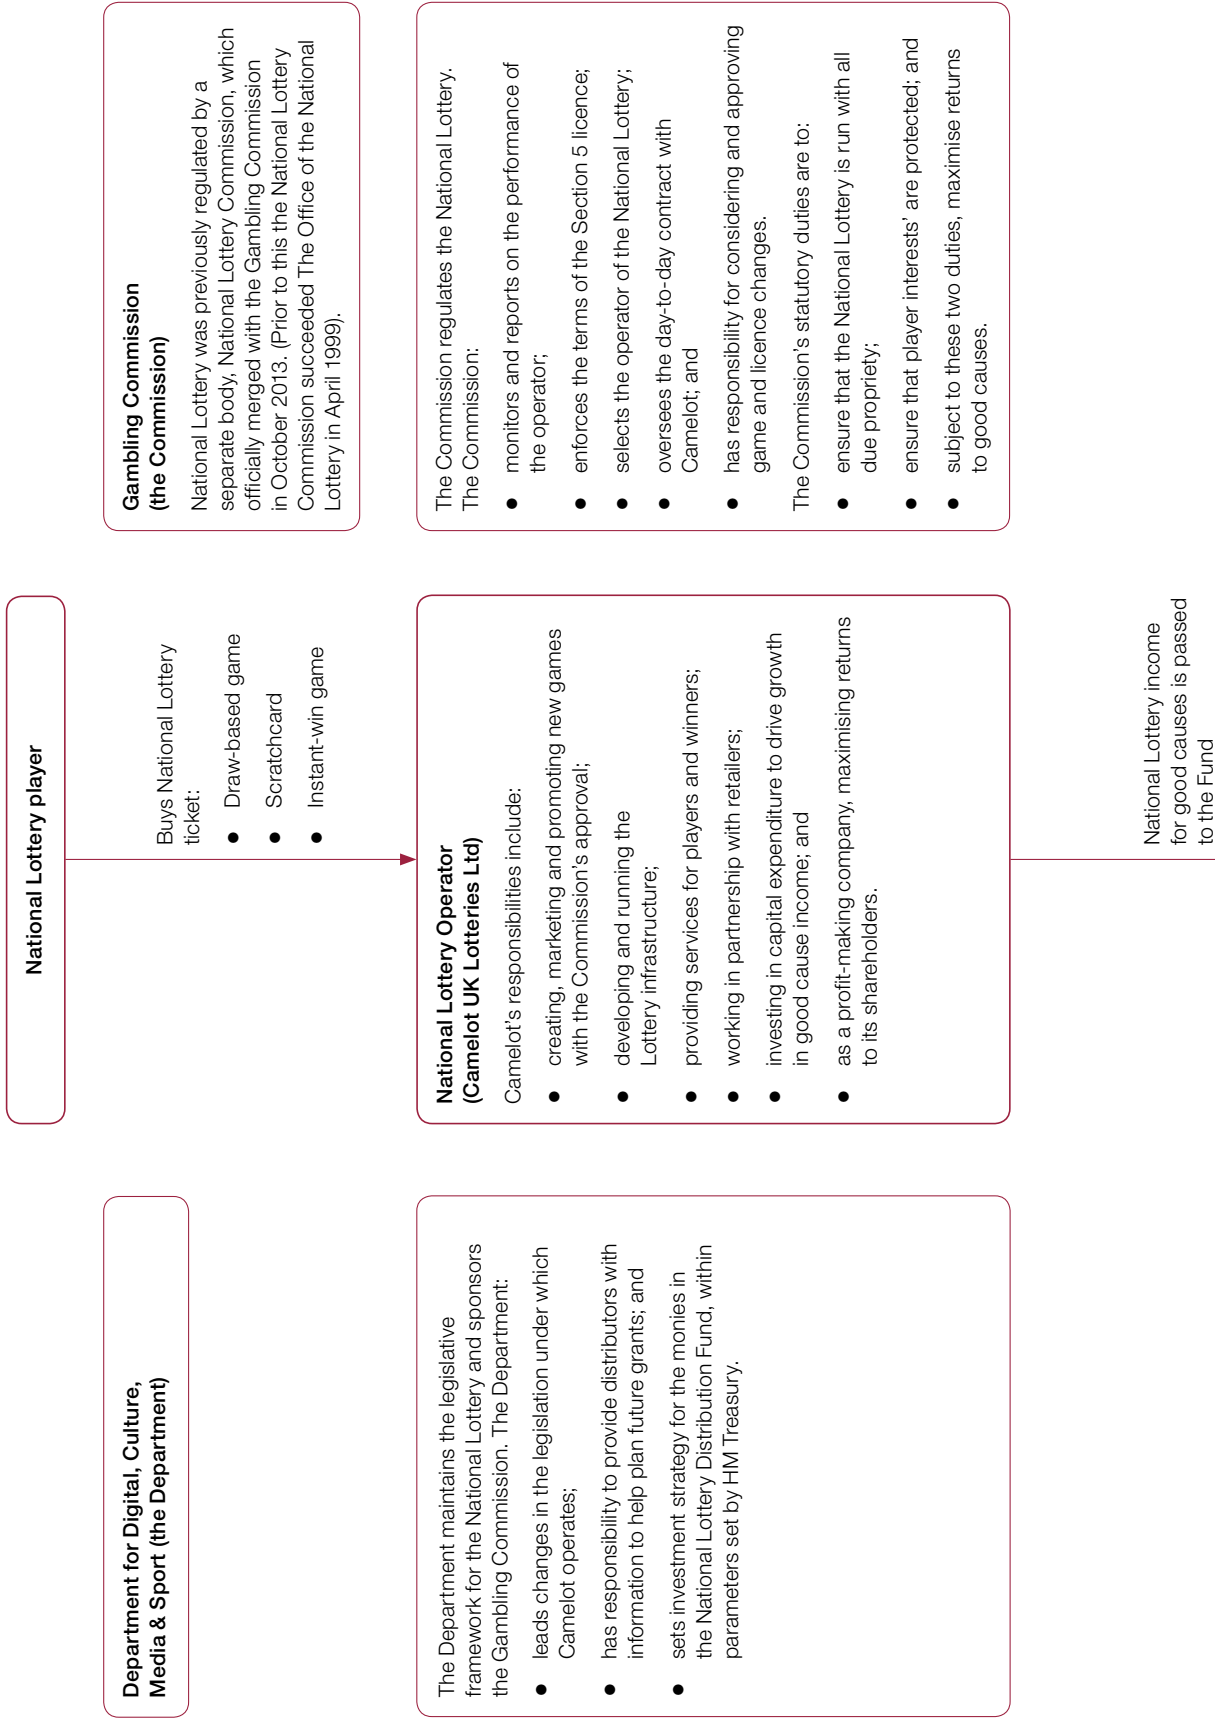 National Lottery player
Department for Digital, Culture,
Media & Sport (the Department)
Buys National Lottery
ticket:
● Draw-based game
● Scratchcard
● Instant-win game
Gambling Commission
(the Commission)
National Lottery was previously regulated by a
separate body, National Lottery Commission, which
officially merged with the Gambling Commission
in October 2013. (Prior to this the National Lottery
Commission succeeded The Office of the National
Lottery in April 1999).
The Department maintains the legislative
framework for the National Lottery and sponsors
the Gambling Commission. The Department:
● leads changes in the legislation under which
Camelot operates;
● has responsibility to provide distributors with
information to help plan future grants; and
● sets investment strategy for the monies in
the National Lottery Distribution Fund, within
parameters set by HM Treasury.
National Lottery Operator
(Camelot UK Lotteries Ltd)
Camelot’s responsibilities include:
● creating, marketing and promoting new games
with the Commission’s approval;
● developing and running the
Lottery infrastructure;
● providing services for players and winners;
● working in partnership with retailers;
● investing in capital expenditure to drive growth
in good cause income; and
● as a profit-making company, maximising returns
to its shareholders.
The Commission regulates the National Lottery.
The Commission:
● monitors and reports on the performance of
the operator;
● enforces the terms of the Section 5 licence;
● selects the operator of the National Lottery;
● oversees the day-to-day contract with
Camelot; and
● has responsibility for considering and approving
game and licence changes.
The Commission’s statutory duties are to:
● ensure that the National Lottery is run with all
due propriety;
● ensure that player interests’ are protected; and
● subject to these two duties, maximise returns
to good causes.
National Lottery income
for good causes is passed
to the Fund